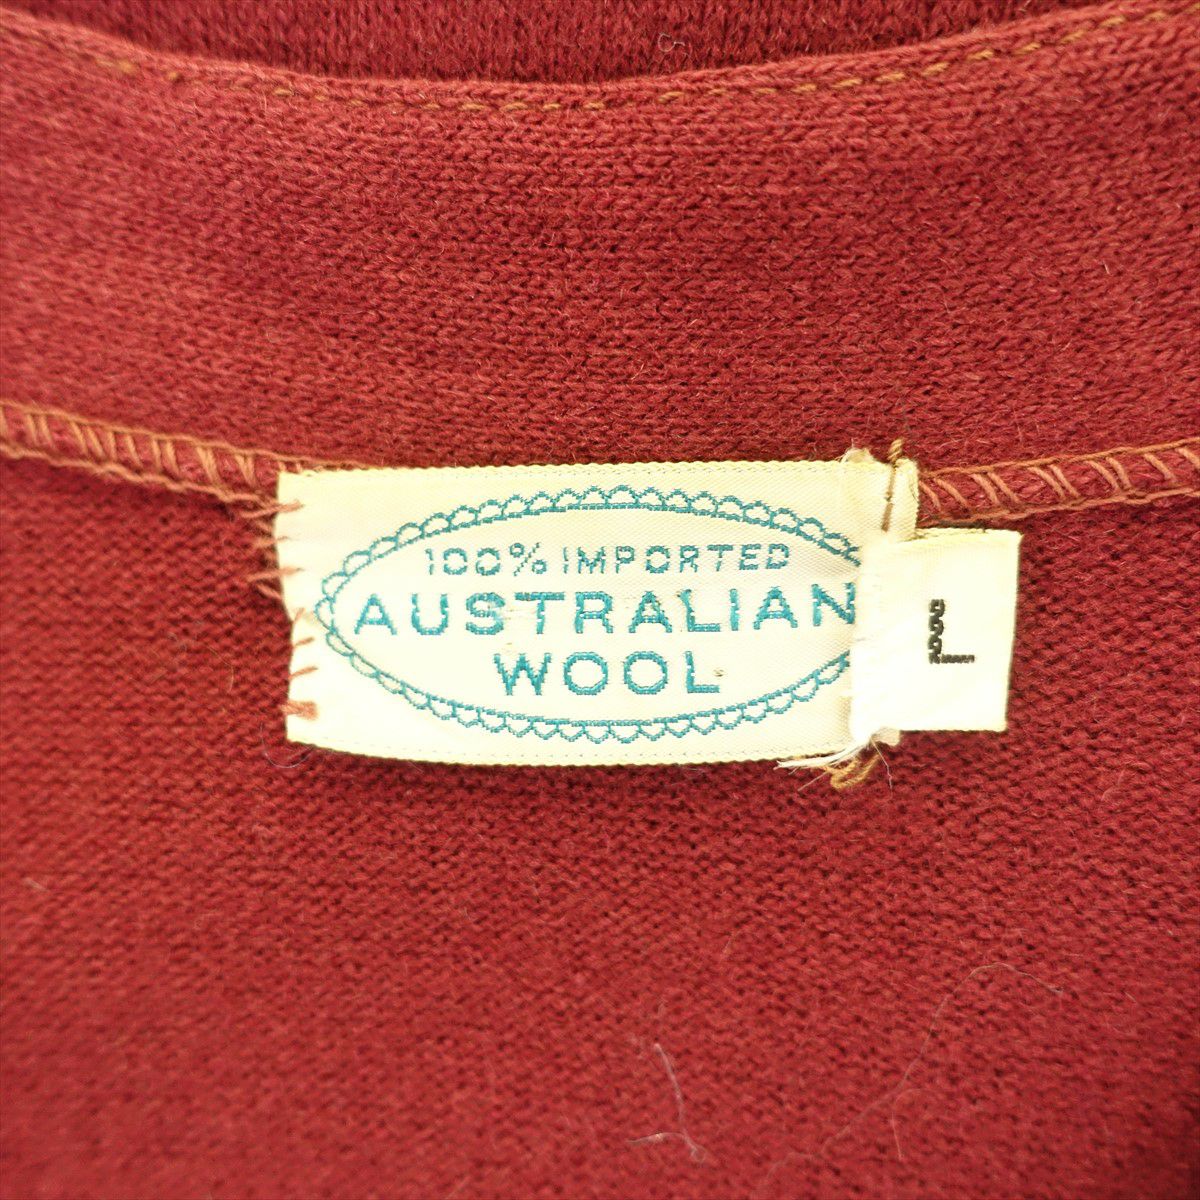 100% IMPORTED
AUSTRALIAN
WOOL
L